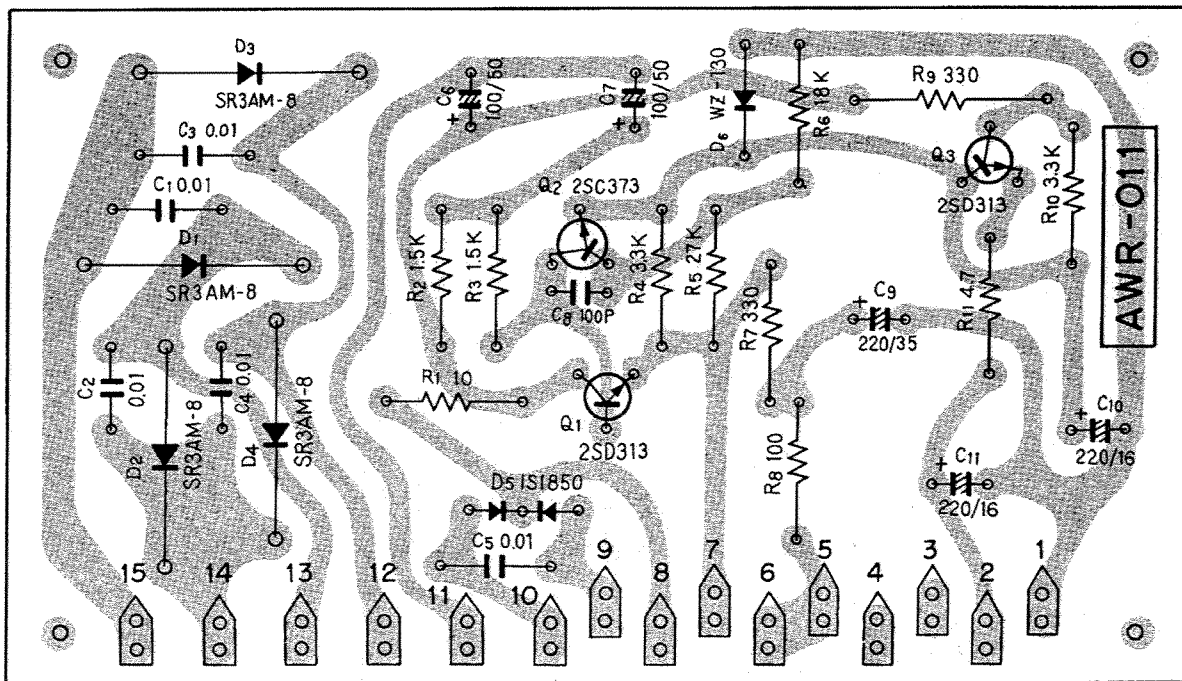 D3
SR3AM-8
C3 0.01
C1 0.01
D1
SR3AM-8
C2
0.01
C4 0.01
D2
SR3AM-8
D4
SR3AM-8
C6
100/50
+
C7
100/50
+
D6
WZ-130
R6 18K
R9 330
Q3
2SD313
R10 3.3K
AWR-011
Q2 2SC373
R2 1.5K
R3 1.5K
C8 100P
R4 3.3K
R5 27K
R7 330
+
C9
220/35
R11 4.7
R1 10
Q1
2SD313
R8 100
+
C10
220/16
+
C11
220/16
D5 1S1850
C5 0.01
15
14
13
12
11
10
9
8
7
6
5
4
3
2
1